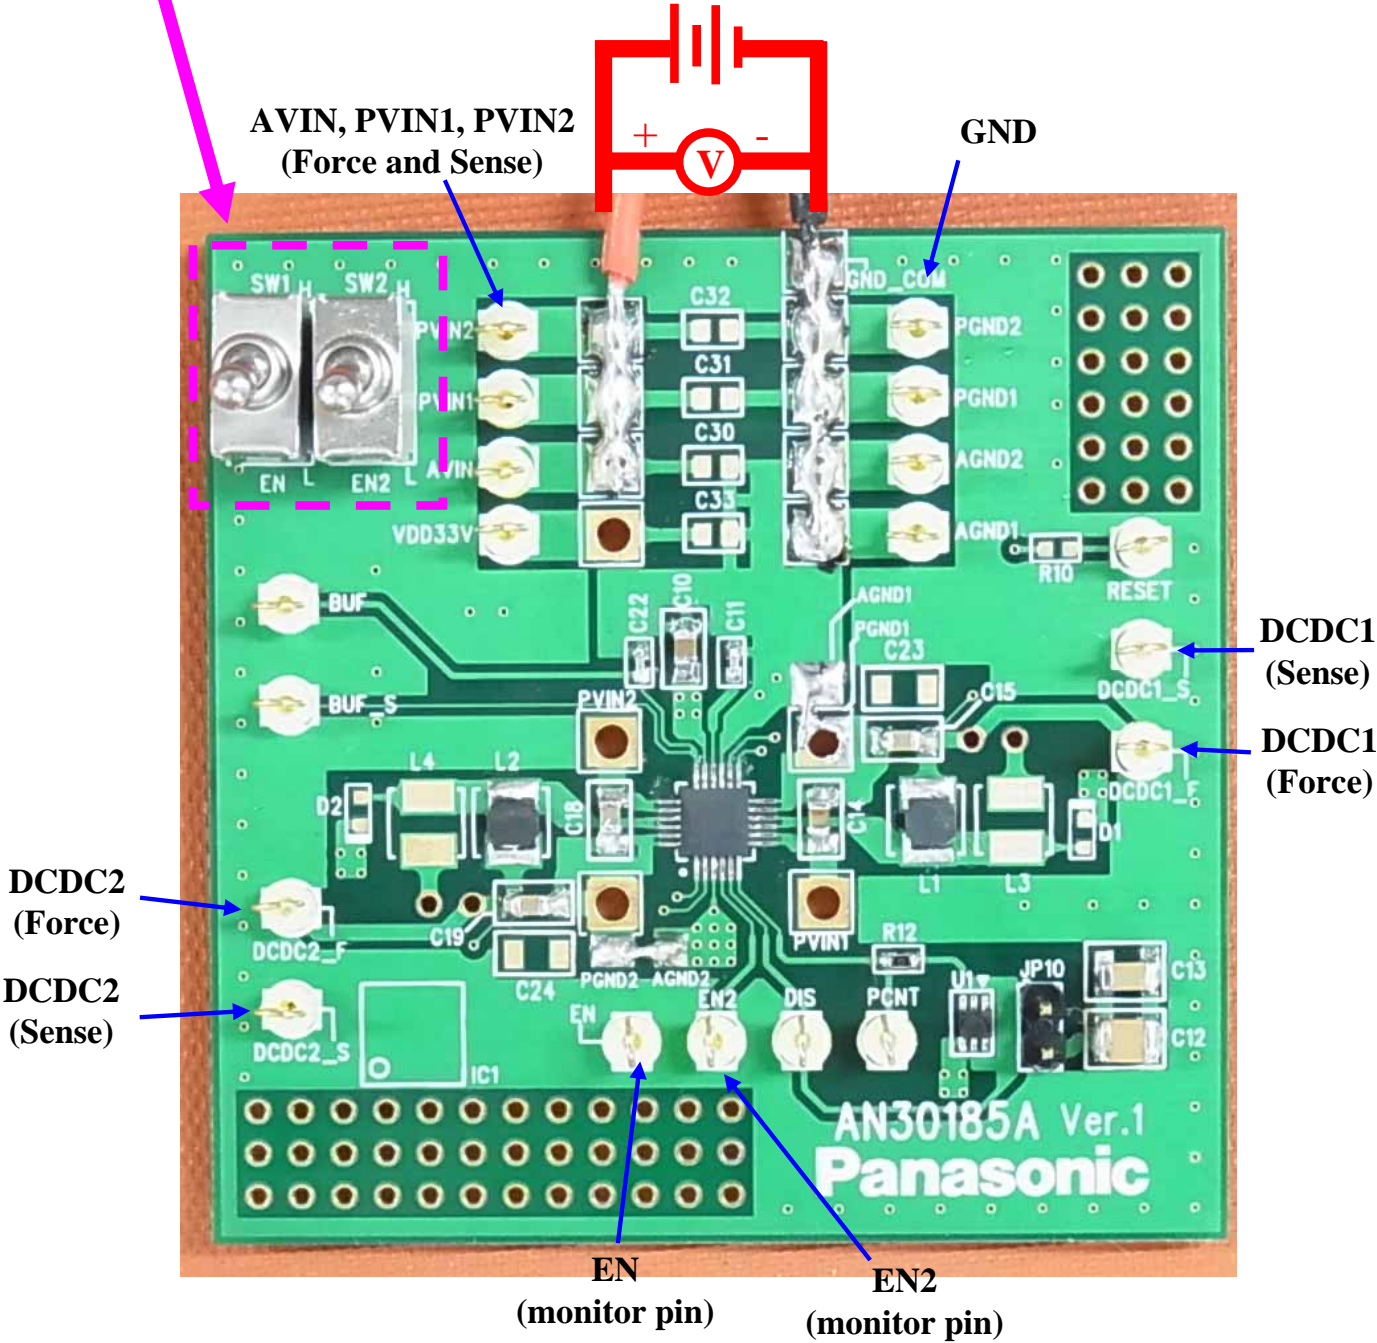 AVIN, PVIN1, PVIN2
(Force and Sense)
+
-
V
GND
SW1
H
SW2
H
GND_COM
C32
PVIN2
PGND2
C31
PVIN1
PGND1
C30
AVIN
AGND2
EN
L
EN2
L
C33
VDD33V
AGND1
R10
RESET
BUF
C22
C10
C11
AGND1
PGND1
C23
DCDC1
(Sense)
DCDC1_S
BUF_S
PVIN2
C15
DCDC1
(Force)
DCDC1_F
L4
L2
D2
C18
C14
D1
L1
L3
DCDC2
(Force)
DCDC2_F
C19
PVIN1
R12
PGND2
AGND2
C24
U1
JP10
C13
DCDC2
(Sense)
DCDC2_S
EN
EN2
DIS
PCNT
C12
IC1
AN30185A Ver.1
Panasonic
EN
(monitor pin)
EN2
(monitor pin)